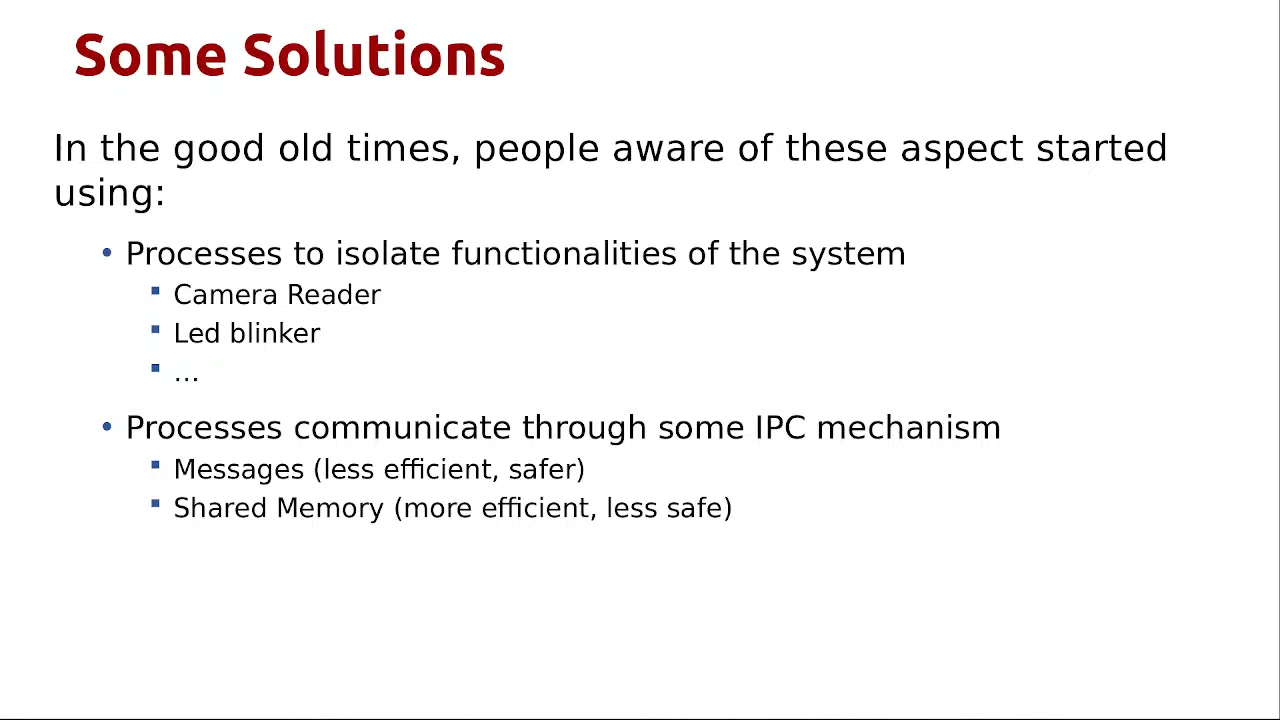 Some Solutions
In the good old times, people aware of these aspect started
using:
• Processes to isolate functionalities of the system
▪ Camera Reader
▪ Led blinker
▪ ...
• Processes communicate through some IPC mechanism
▪ Messages (less efficient, safer)
▪ Shared Memory (more efficient, less safe)